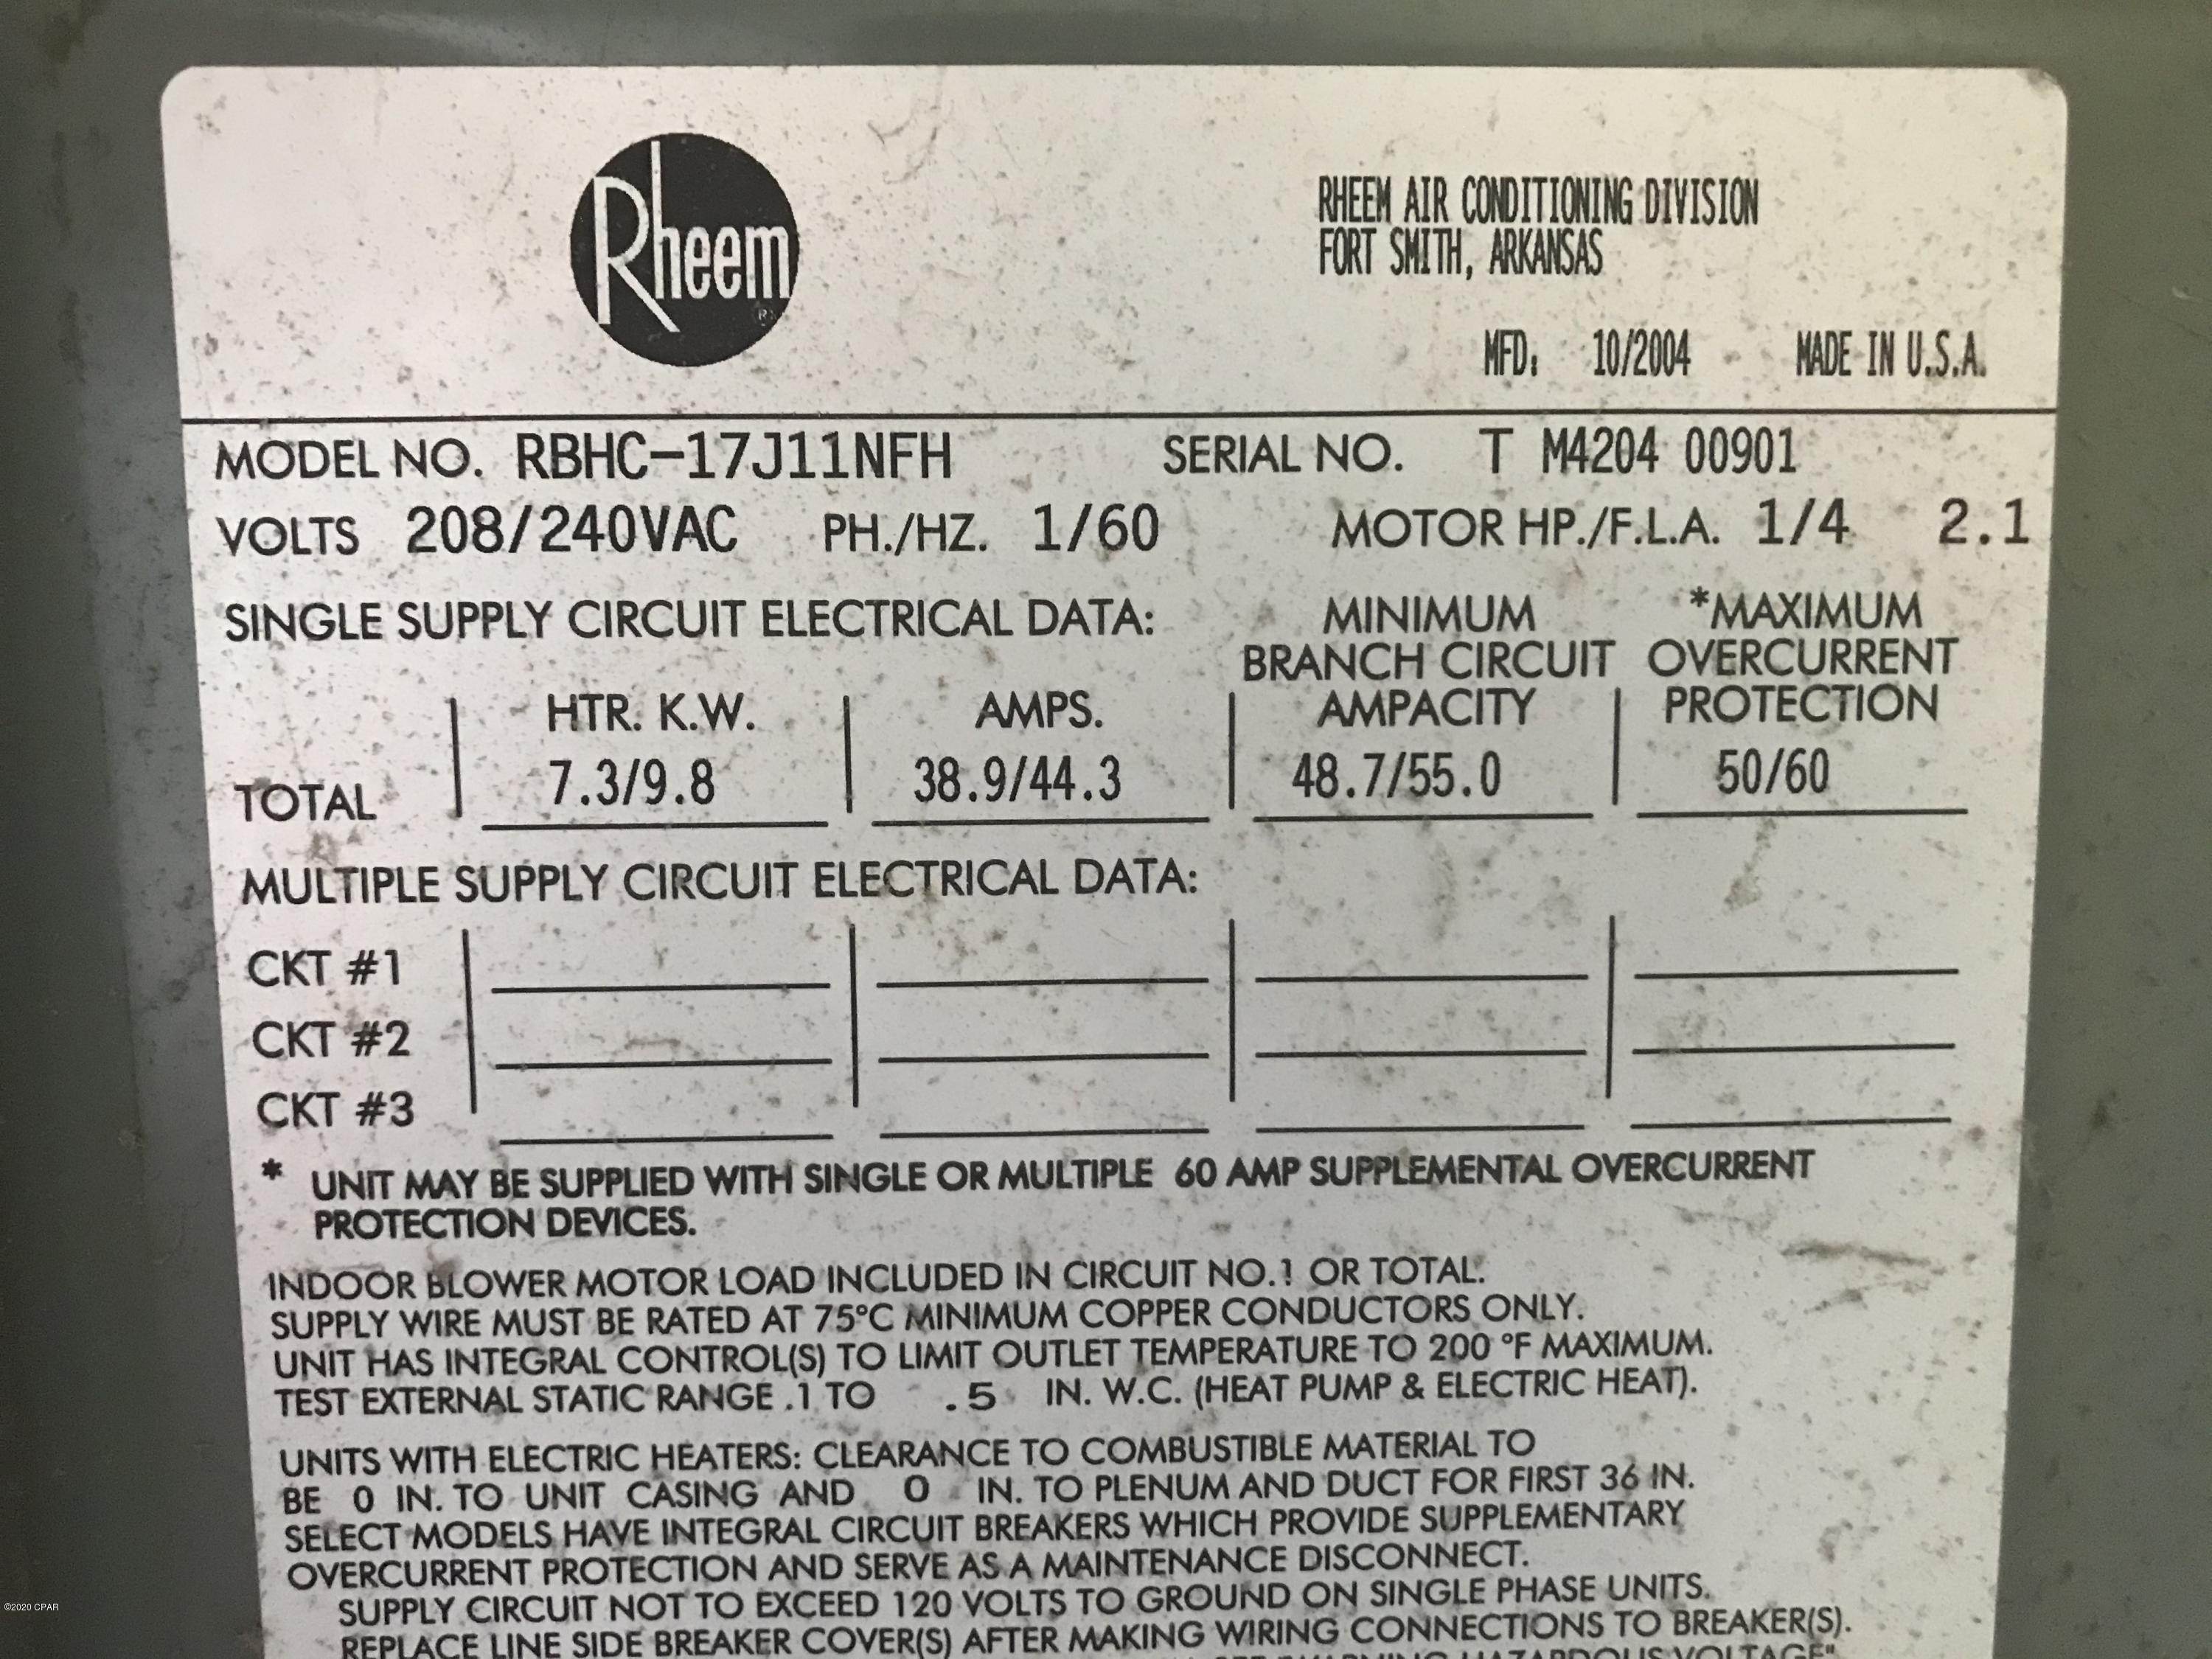 Rheem ®
RHEEM AIR CONDITIONING DIVISION
FORT SMITH, ARKANSAS
MFD: 10/2004 MADE IN U.S.A.
MODEL NO. RBHC-17J11NFH SERIAL NO. T M4204 00901
VOLTS 208/240VAC PH./HZ. 1/60 MOTOR HP./F.L.A. 1/4 2.1
SINGLE SUPPLY CIRCUIT ELECTRICAL DATA: MINIMUM *MAXIMUM
BRANCH CIRCUIT OVERCURRENT
HTR. K.W. AMPS. AMPACITY PROTECTION
TOTAL 7.3/9.8 38.9/44.3 48.7/55.0 50/60
MULTIPLE SUPPLY CIRCUIT ELECTRICAL DATA:
CKT #1
CKT #2
CKT #3
* UNIT MAY BE SUPPLIED WITH SINGLE OR MULTIPLE 60 AMP SUPPLEMENTAL OVERCURRENT
PROTECTION DEVICES.
INDOOR BLOWER MOTOR LOAD INCLUDED IN CIRCUIT NO.1 OR TOTAL.
SUPPLY WIRE MUST BE RATED AT 75°C MINIMUM COPPER CONDUCTORS ONLY.
UNIT HAS INTEGRAL CONTROL(S) TO LIMIT OUTLET TEMPERATURE TO 200 °F MAXIMUM.
TEST EXTERNAL STATIC RANGE .1 TO .5 IN. W.C. (HEAT PUMP & ELECTRIC HEAT).
UNITS WITH ELECTRIC HEATERS: CLEARANCE TO COMBUSTIBLE MATERIAL TO
BE 0 IN. TO UNIT CASING AND 0 IN. TO PLENUM AND DUCT FOR FIRST 36 IN.
SELECT MODELS HAVE INTEGRAL CIRCUIT BREAKERS WHICH PROVIDE SUPPLEMENTARY
OVERCURRENT PROTECTION AND SERVE AS A MAINTENANCE DISCONNECT.
SUPPLY CIRCUIT NOT TO EXCEED 120 VOLTS TO GROUND ON SINGLE PHASE UNITS.
REPLACE LINE SIDE BREAKER COVER(S) AFTER MAKING WIRING CONNECTIONS TO BREAKER(S).
HAZARDOUS VOLTAGE"
©2020 CPAR